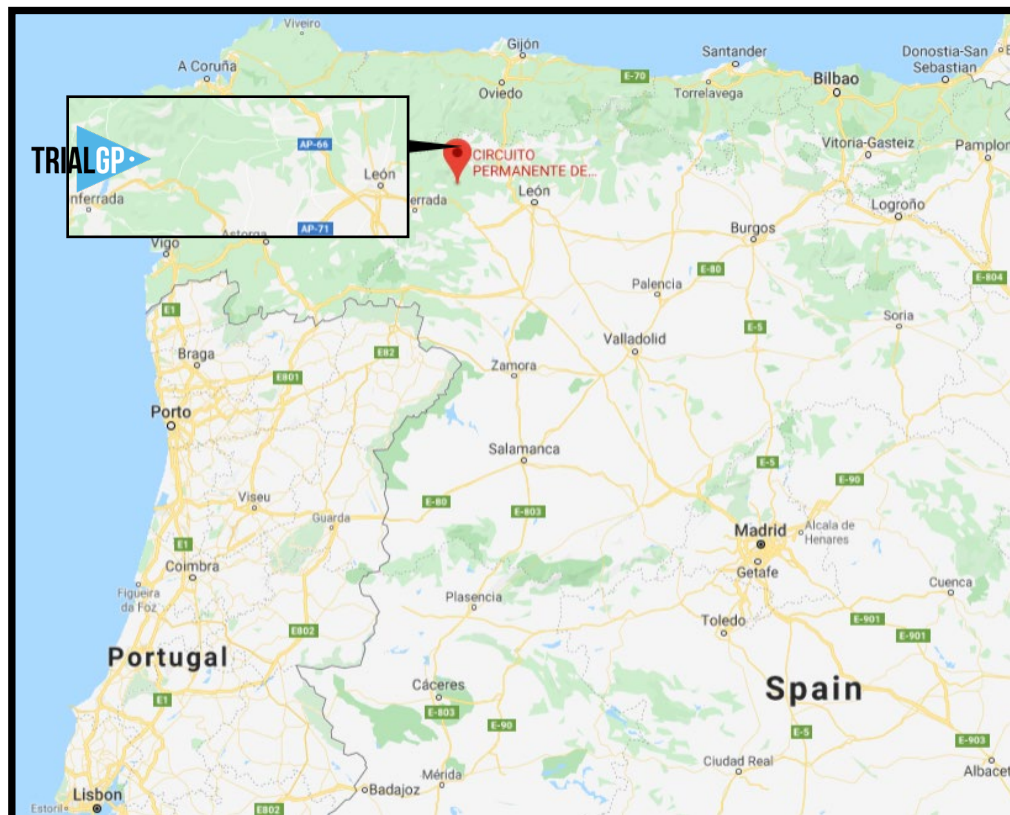 Viveiro
Gijón
A Coruña
Santander
Donostia-San
Sebastian
E-70
Oviedo
Torrelavega
Bilbao
AP-66
TRIALGP
CIRCUITO
PERMANENTE DE...
Vitoria-Gasteiz
Pamplon
León
nferrada
errada
León
Logroño
AP-71
Astorga
Vigo
Burgos
E-80
E-804
Palencia
E1
Soria
E-5
Braga
E82
Valladolid
Zamora
E801
Porto
Salamanca
E-5
E-90
Viseu
E-80
E-803
Guarda
Madrid
Alcala de
Henares
E1
Coimbra
Getafe
Figueira
da Foz
Plasencia
Cuenca
E802
Toledo
E-901
E-901
Portugal
Cáceres
Spain
E1
E-803
E-90
E-5
E-903
Ciudad Real
Mérida
Albacet
Badajoz
Lisbon
Estoril
E802